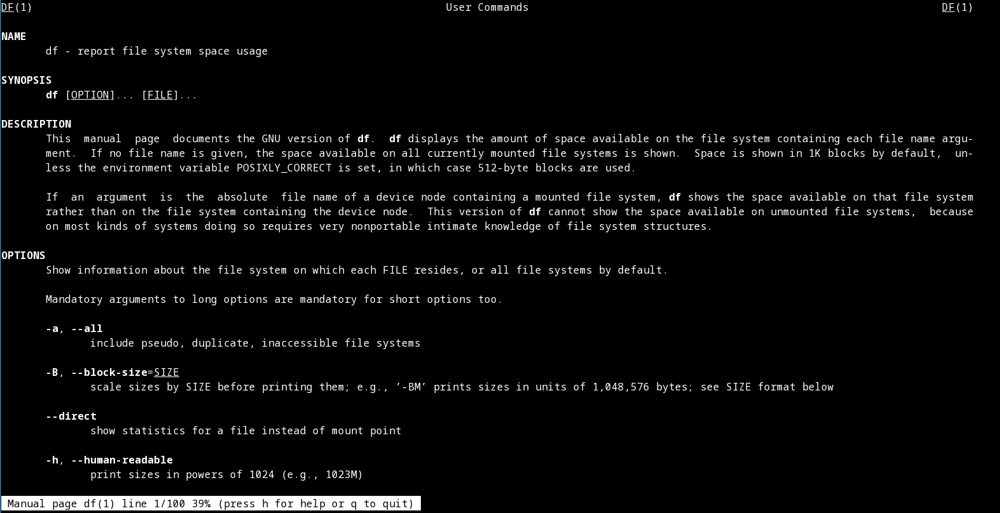 DF(1) User Commands DF(1)
NAME
df - report file system space usage
SYNOPSIS
df [OPTION]... [FILE]...
DESCRIPTION
This  manual  page  documents the GNU version of df.  df displays the amount of space available on the file system containing each file name argu-
ment.  If no file name is given, the space available on all currently mounted file systems is shown.  Space is shown in 1K blocks by default,  un-
less the environment variable POSIXLY_CORRECT is set, in which case 512-byte blocks are used.
If  an  argument  is  the  absolute  file name of a device node containing a mounted file system, df shows the space available on that file system
rather than on the file system containing the device node.  This version of df cannot show the space available on unmounted file systems,  because
on most kinds of systems doing so requires very nonportable intimate knowledge of file system structures.
OPTIONS
Show information about the file system on which each FILE resides, or all file systems by default.
Mandatory arguments to long options are mandatory for short options too.
-a, --all
include pseudo, duplicate, inaccessible file systems
-B, --block-size=SIZE
scale sizes by SIZE before printing them; e.g., ’-BM’ prints sizes in units of 1,048,576 bytes; see SIZE format below
--direct
show statistics for a file instead of mount point
-h, --human-readable
print sizes in powers of 1024 (e.g., 1023M)
Manual page df(1) line 1/100 39% (press h for help or q to quit)